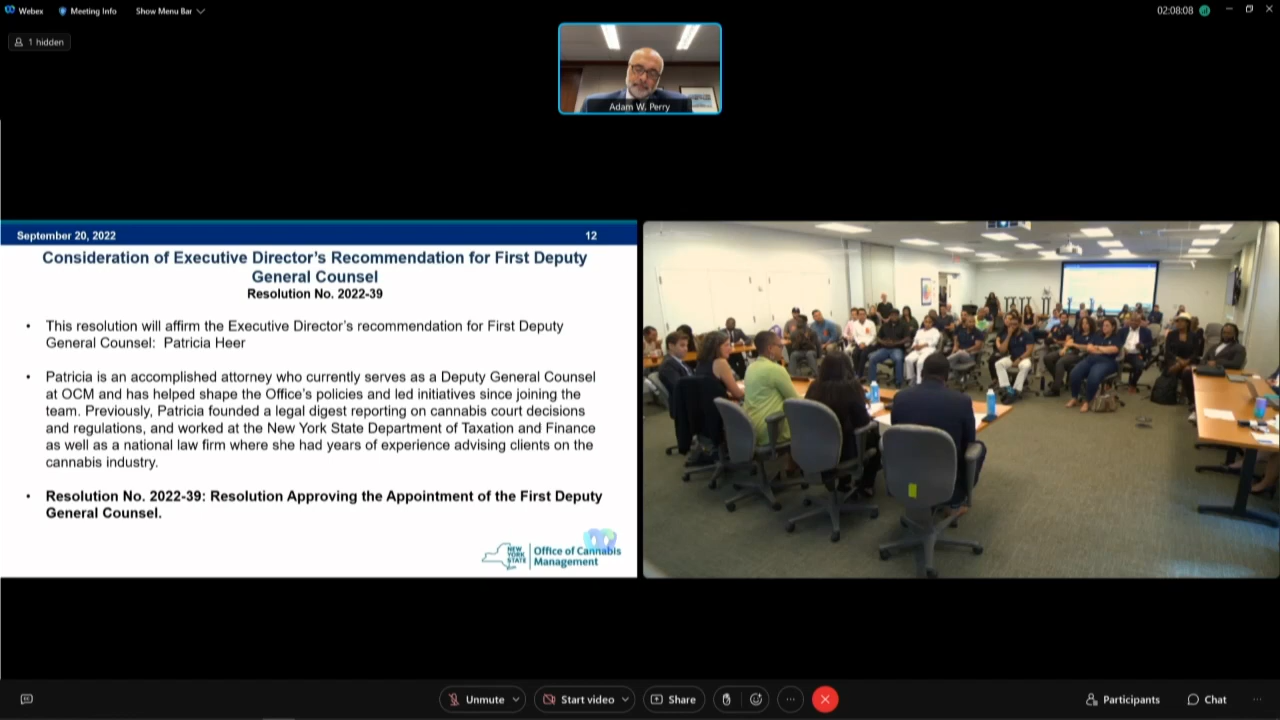 Webex
Meeting Info
Show Menu Bar
02:08:08
1 hidden
Adam W. Perry
September 20, 2022
12
Consideration of Executive Director's Recommendation for First Deputy
General Counsel
Resolution No. 2022-39
• This resolution will affirm the Executive Director's recommendation for First Deputy
General Counsel: Patricia Heer
• Patricia is an accomplished attorney who currently serves as a Deputy General Counsel
at OCM and has helped shape the Office's policies and led initiatives since joining the
team. Previously, Patricia founded a legal digest reporting on cannabis court decisions
and regulations, and worked at the New York State Department of Taxation and Finance
as well as a national law firm where she had years of experience advising clients on the
cannabis industry.
• Resolution No. 2022-39: Resolution Approving the Appointment of the First Deputy
General Counsel.
NEW
YORK
STATE
Office of Cannabis
Management
Unmute
Start video
Share
Participants
Chat